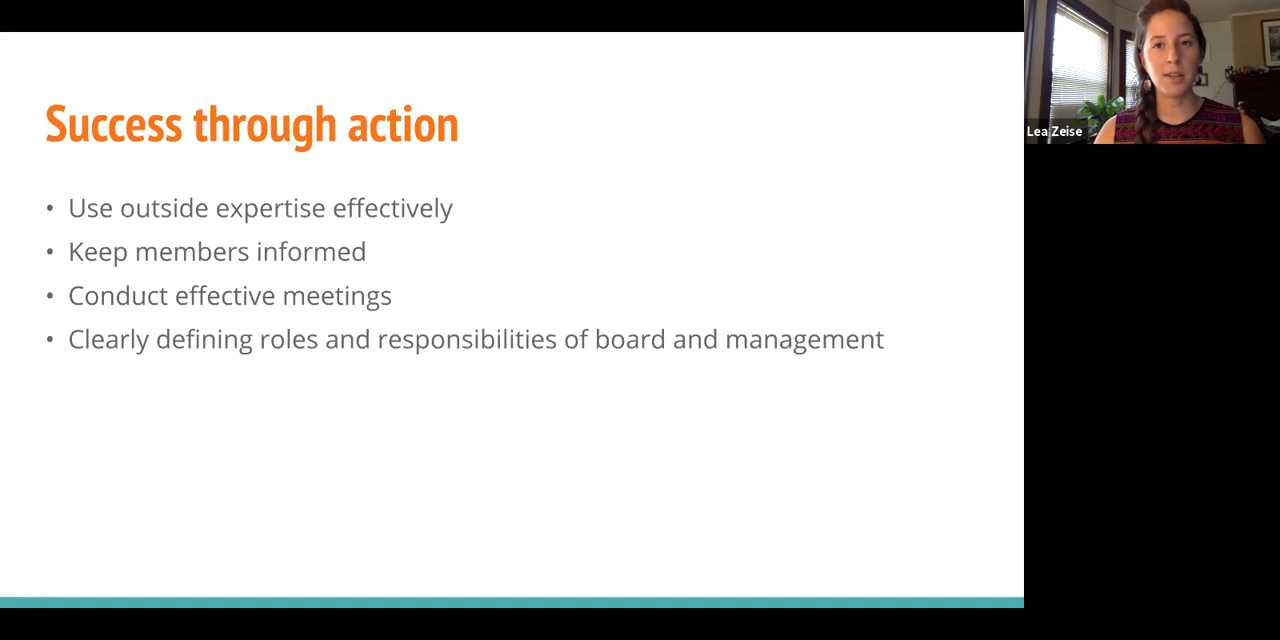 Success through action
• Use outside expertise effectively
• Keep members informed
• Conduct effective meetings
• Clearly defining roles and responsibilities of board and management
Lea Zeise